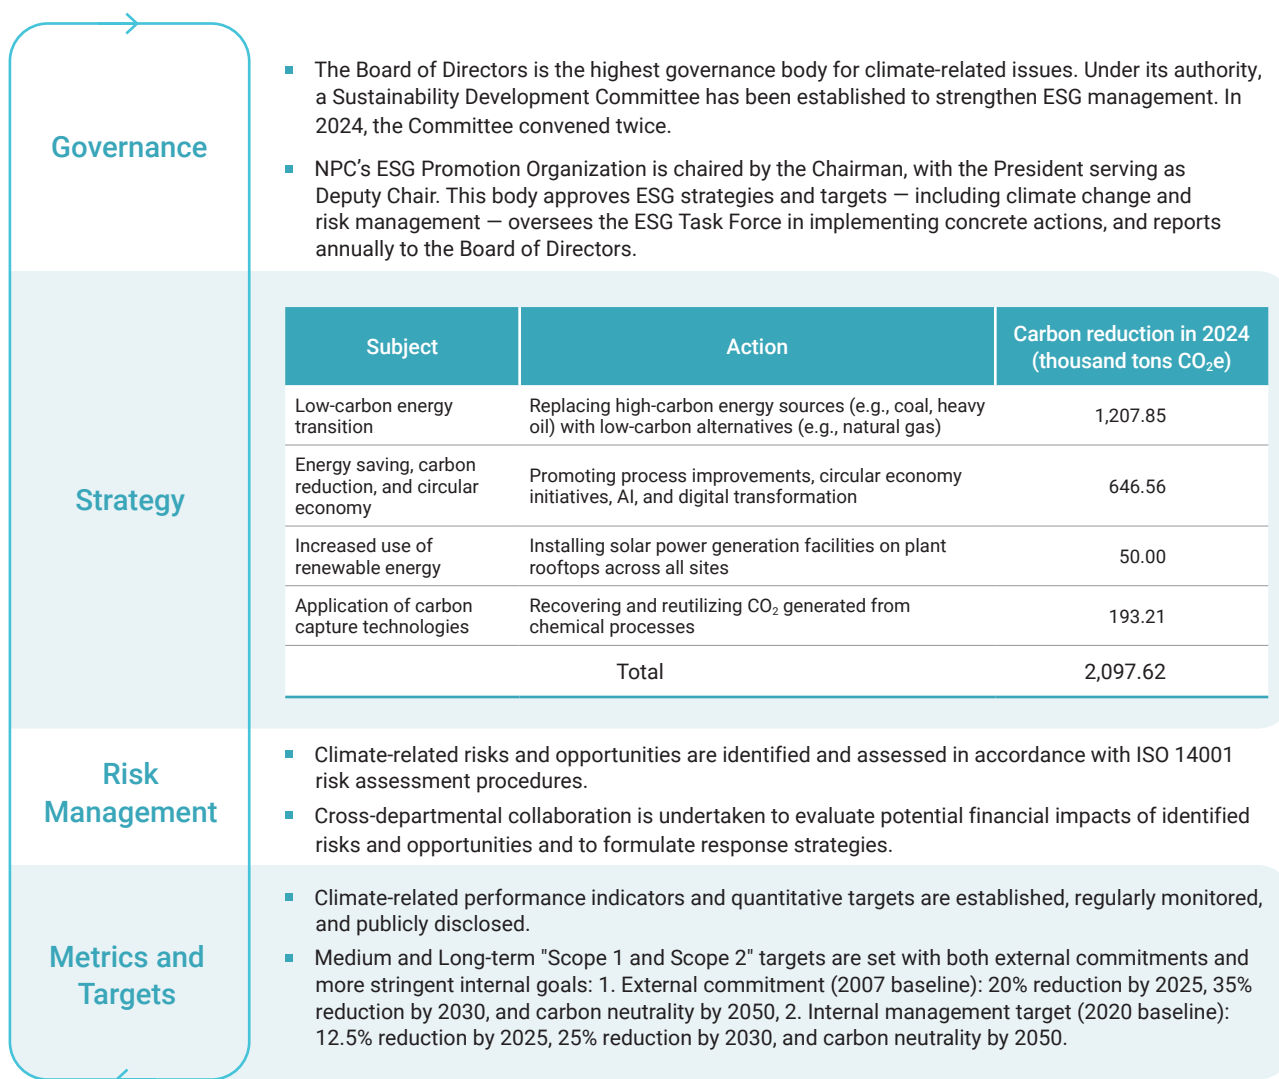 Governance
▪ The Board of Directors is the highest governance body for climate-related issues. Under its authority,
a Sustainability Development Committee has been established to strengthen ESG management. In
2024, the Committee convened twice.
▪ NPC’s ESG Promotion Organization is chaired by the Chairman, with the President serving as
Deputy Chair. This body approves ESG strategies and targets — including climate change and
risk management — oversees the ESG Task Force in implementing concrete actions, and reports
annually to the Board of Directors.
Strategy
Subject Action Carbon reduction in 2024
(thousand tons CO₂e)
Low-carbon energy
transition
Replacing high-carbon energy sources (e.g., coal, heavy
oil) with low-carbon alternatives (e.g., natural gas)
1,207.85
Energy saving, carbon
reduction, and circular
economy
Promoting process improvements, circular economy
initiatives, AI, and digital transformation
646.56
Increased use of
renewable energy
Installing solar power generation facilities on plant
rooftops across all sites
50.00
Application of carbon
capture technologies
Recovering and reutilizing CO₂ generated from
chemical processes
193.21
Total 2,097.62
Risk
Management
▪ Climate-related risks and opportunities are identified and assessed in accordance with ISO 14001
risk assessment procedures.
▪ Cross-departmental collaboration is undertaken to evaluate potential financial impacts of identified
risks and opportunities and to formulate response strategies.
Metrics and
Targets
▪ Climate-related performance indicators and quantitative targets are established, regularly monitored,
and publicly disclosed.
▪ Medium and Long-term "Scope 1 and Scope 2" targets are set with both external commitments and
more stringent internal goals: 1. External commitment (2007 baseline): 20% reduction by 2025, 35%
reduction by 2030, and carbon neutrality by 2050, 2. Internal management target (2020 baseline):
12.5% reduction by 2025, 25% reduction by 2030, and carbon neutrality by 2050.